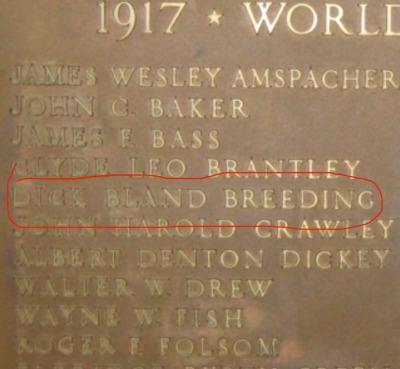 1917 ★ WORLD
JAMES WESLEY AMSPACHER
JOHN C. BAKER
JAMES F. BASS
CLYDE LEO BRANTLEY
DICK BLAND BREEDING
JOHN HAROLD CRAWLEY
ALBERT DENTON DICKEY
WALTER W. DREW
WAYNE W. FISH
ROGER F. FOLSOM